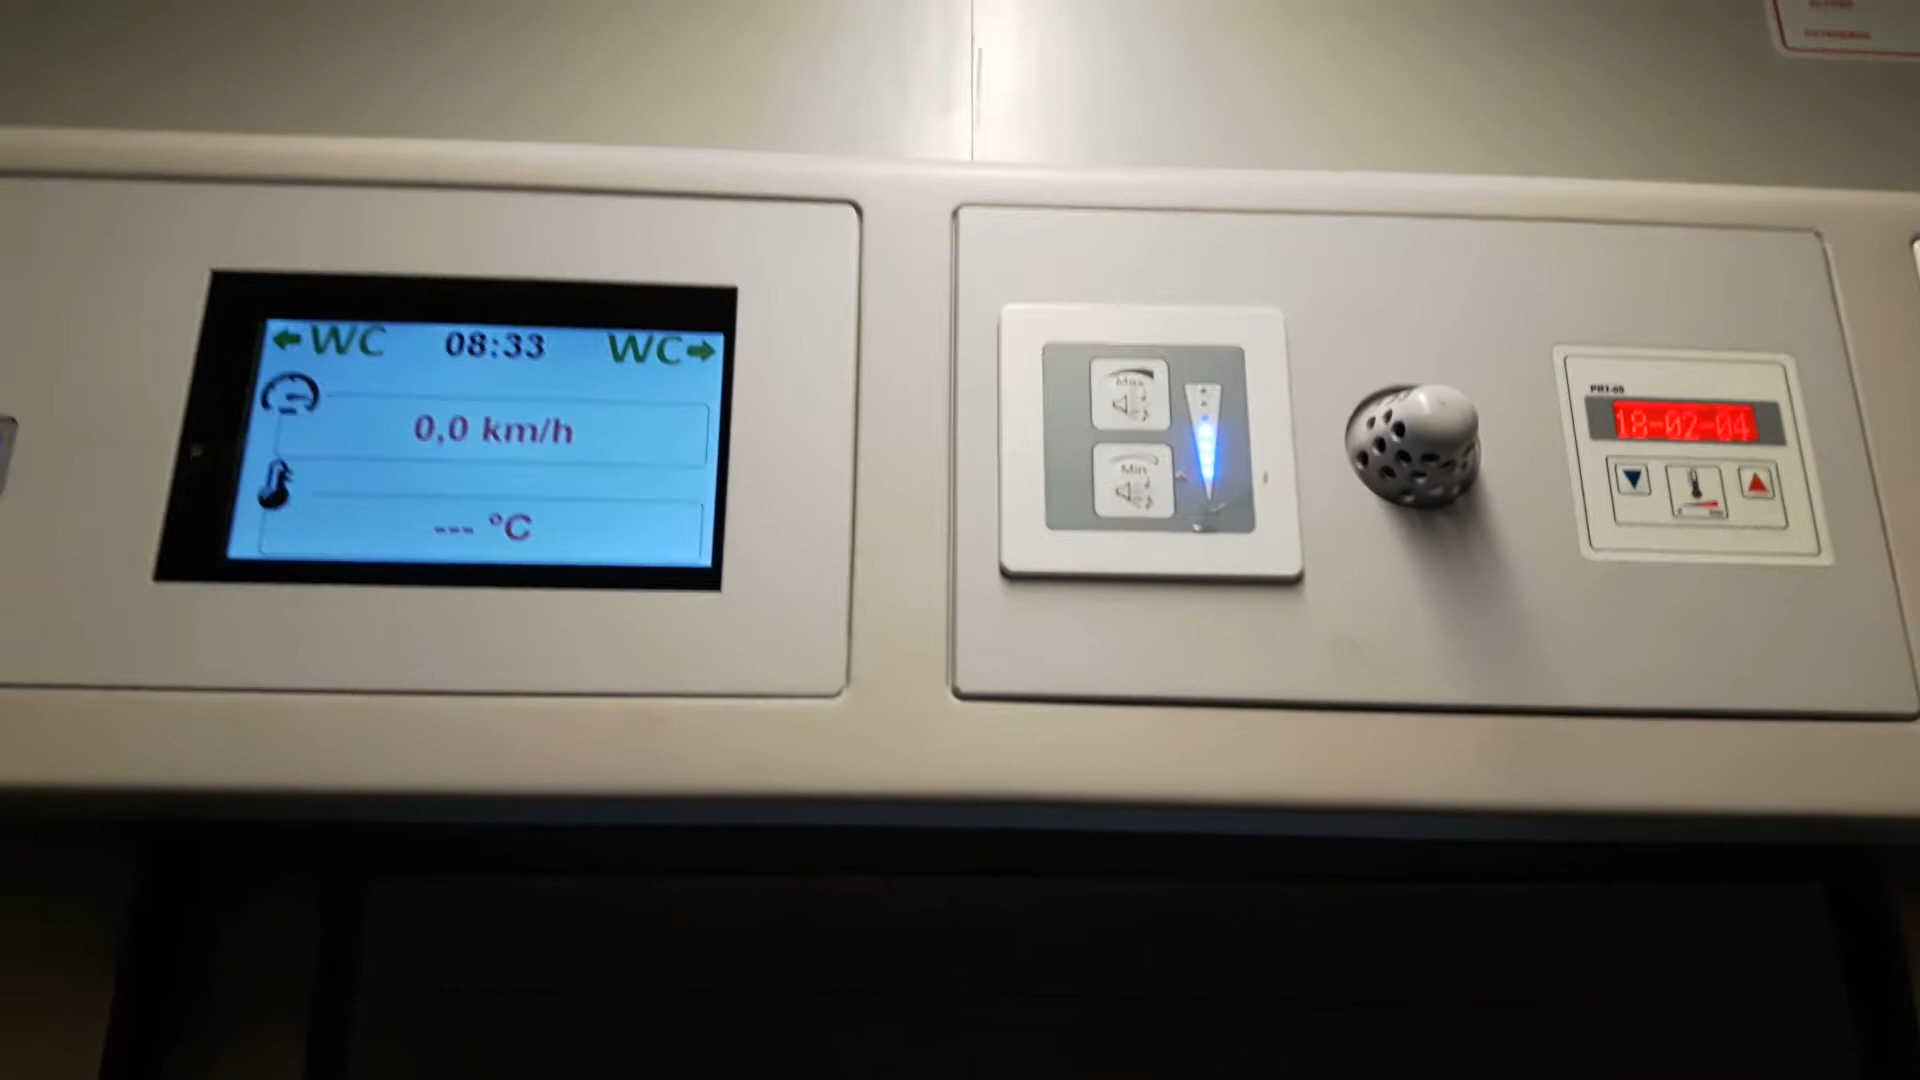 WC 08:33 WC
0,0 km/h
--- °C
Max
Min
PRT-05
18-02-04